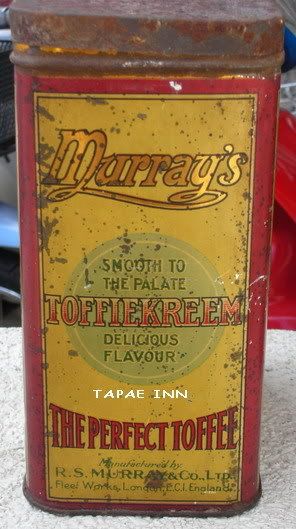 Murray's
SMOOTH TO
THE PALATE
TOFFIEKREEM
DELICIOUS
FLAVOUR
TAPAE INN
THE PERFECT TOFFEE
Manufactured by
R.S. MURRAY & Co. Ltd.
Fleet Works, London, E.C.1. England.